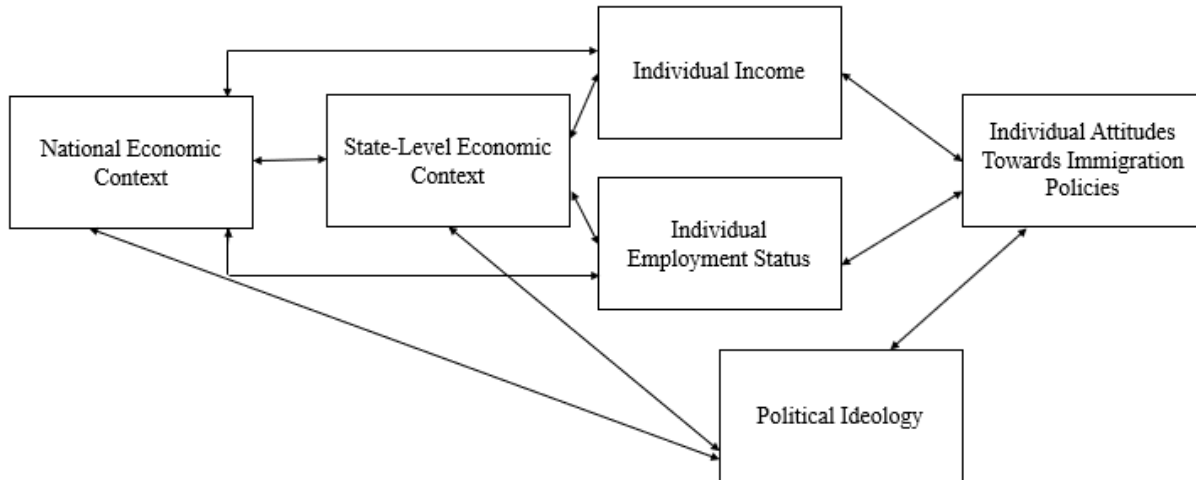 Individual Income
National Economic
Context
State-Level Economic
Context
Individual Attitudes
Towards Immigration
Policies
Individual
Employment Status
Political Ideology